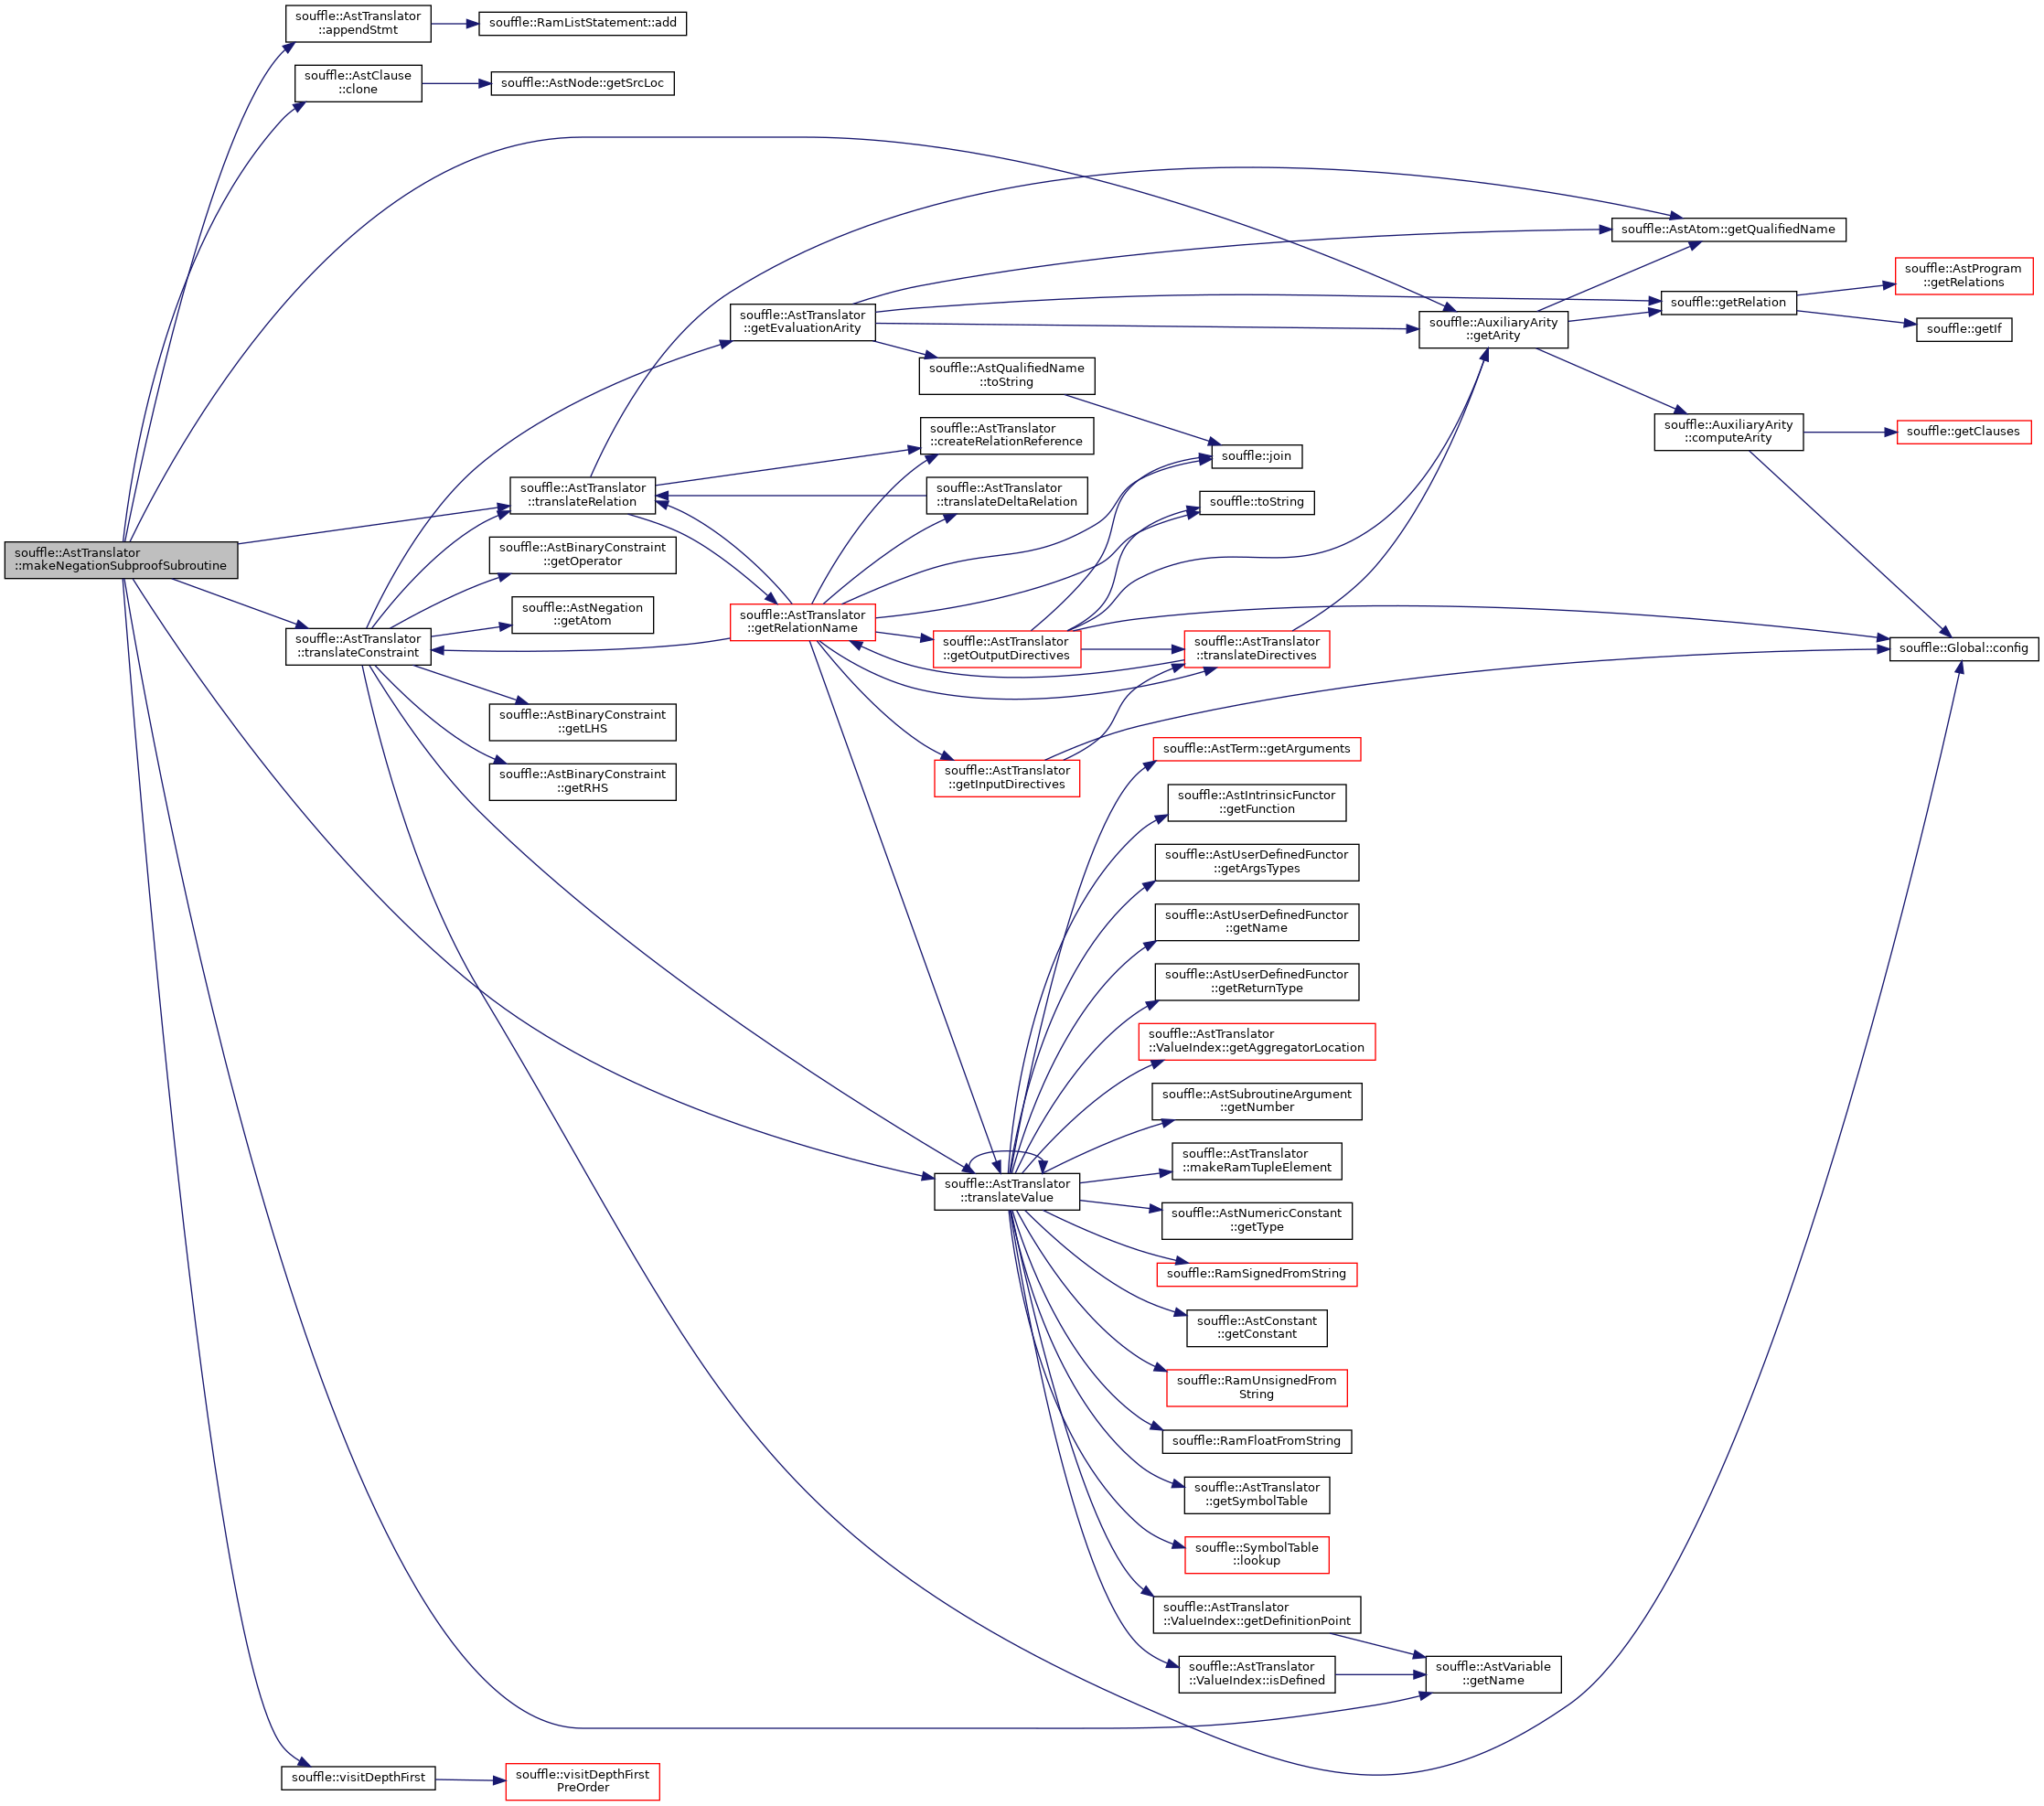 souffle::AstTranslator
::makeNegationSubproofSubroutine
souffle::AstTranslator
::appendStmt
souffle::RamListStatement::add
souffle::AstClause
::clone
souffle::AstNode::getSrcLoc
souffle::AstTranslator
::translateRelation
souffle::AstBinaryConstraint
::getOperator
souffle::AstNegation
::getAtom
souffle::AstTranslator
::translateConstraint
souffle::AstBinaryConstraint
::getLHS
souffle::AstBinaryConstraint
::getRHS
souffle::visitDepthFirst
souffle::visitDepthFirst
PreOrder
souffle::AstTranslator
::getEvaluationArity
souffle::AstQualifiedName
::toString
souffle::AstTranslator
::createRelationReference
souffle::AstTranslator
::translateDeltaRelation
souffle::AstTranslator
::getRelationName
souffle::AstTranslator
::getOutputDirectives
souffle::AstTranslator
::getInputDirectives
souffle::AstTranslator
::translateValue
souffle::join
souffle::toString
souffle::AstTranslator
::translateDirectives
souffle::AstTerm::getArguments
souffle::AstIntrinsicFunctor
::getFunction
souffle::AstUserDefinedFunctor
::getArgsTypes
souffle::AstUserDefinedFunctor
::getName
souffle::AstUserDefinedFunctor
::getReturnType
souffle::AstTranslator
::ValueIndex::getAggregatorLocation
souffle::AstSubroutineArgument
::getNumber
souffle::AstTranslator
::makeRamTupleElement
souffle::AstNumericConstant
::getType
souffle::RamSignedFromString
souffle::AstConstant
::getConstant
souffle::RamUnsignedFrom
String
souffle::RamFloatFromString
souffle::AstTranslator
::getSymbolTable
souffle::SymbolTable
::lookup
souffle::AstTranslator
::ValueIndex::getDefinitionPoint
souffle::AstTranslator
::ValueIndex::isDefined
souffle::AstVariable
::getName
souffle::AuxiliaryArity
::getArity
souffle::AstAtom::getQualifiedName
souffle::getRelation
souffle::AuxiliaryArity
::computeArity
souffle::AstProgram
::getRelations
souffle::getIf
souffle::getClauses
souffle::Global::config